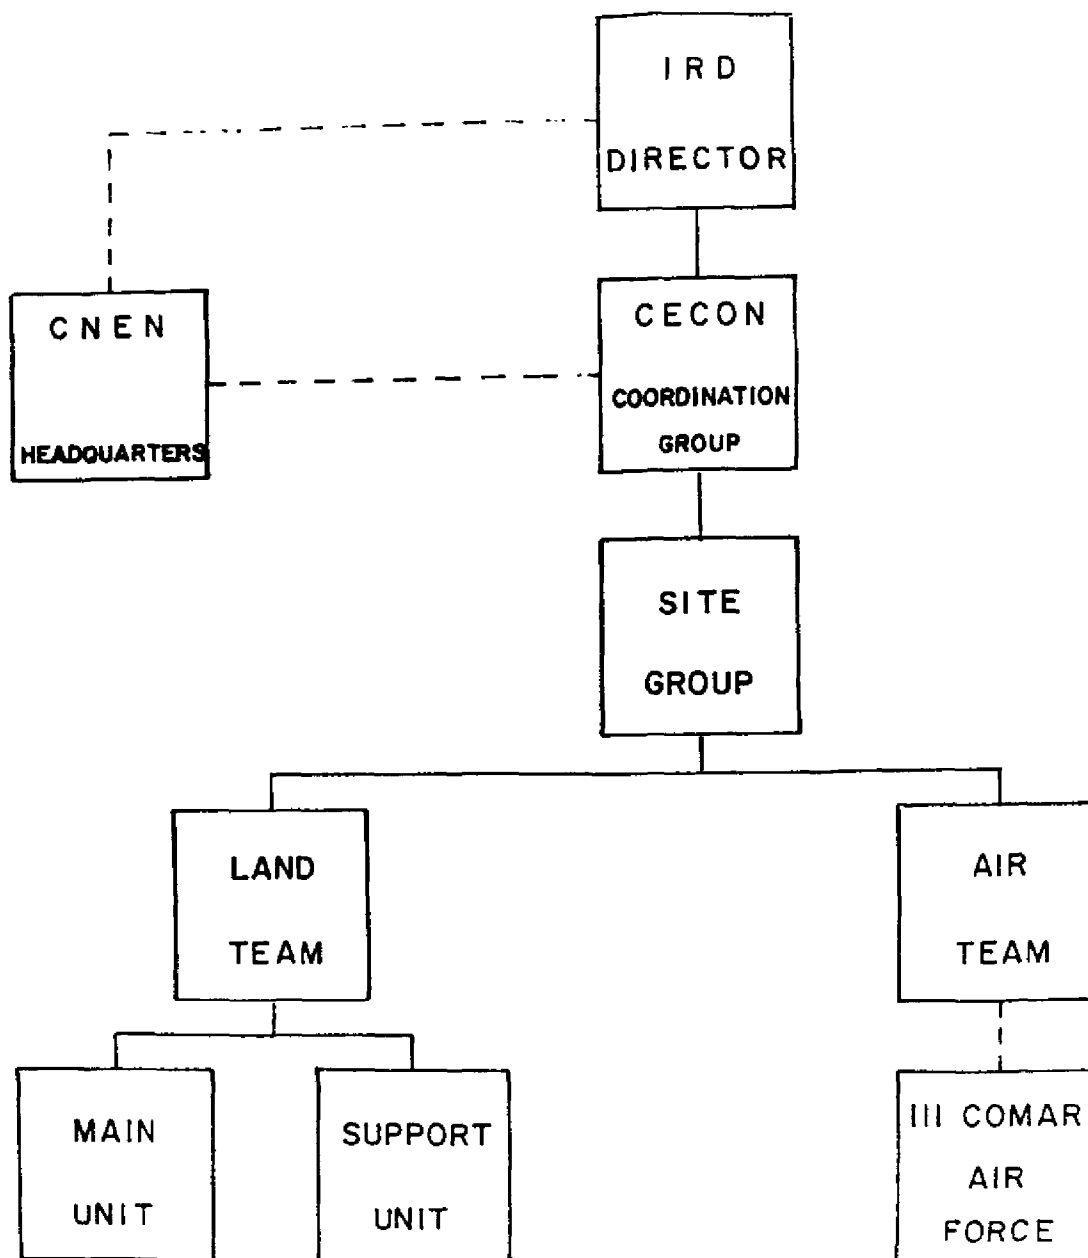 IRD
DIRECTOR
CNEN
HEADQUARTERS
CECON
COORDINATION
GROUP
SITE
GROUP
LAND
TEAM
AIR
TEAM
MAIN
UNIT
SUPPORT
UNIT
III COMAR
AIR
FORCE